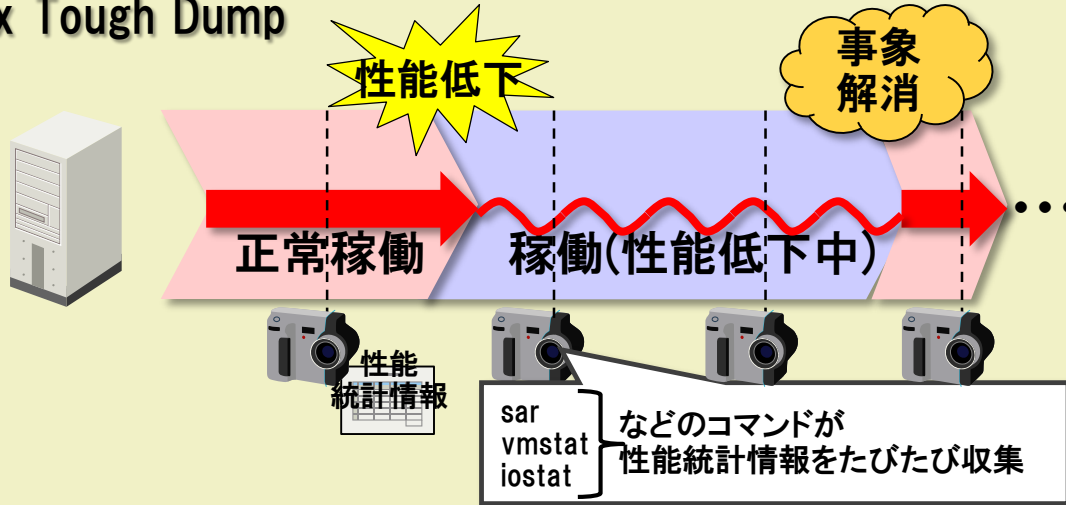 x Tough Dump
性能低下
事象
解消
正常稼働
稼働(性能低下中)
性能
統計情報
sar
vmstat
iostat
などのコマンドが
性能統計情報をたびたび収集